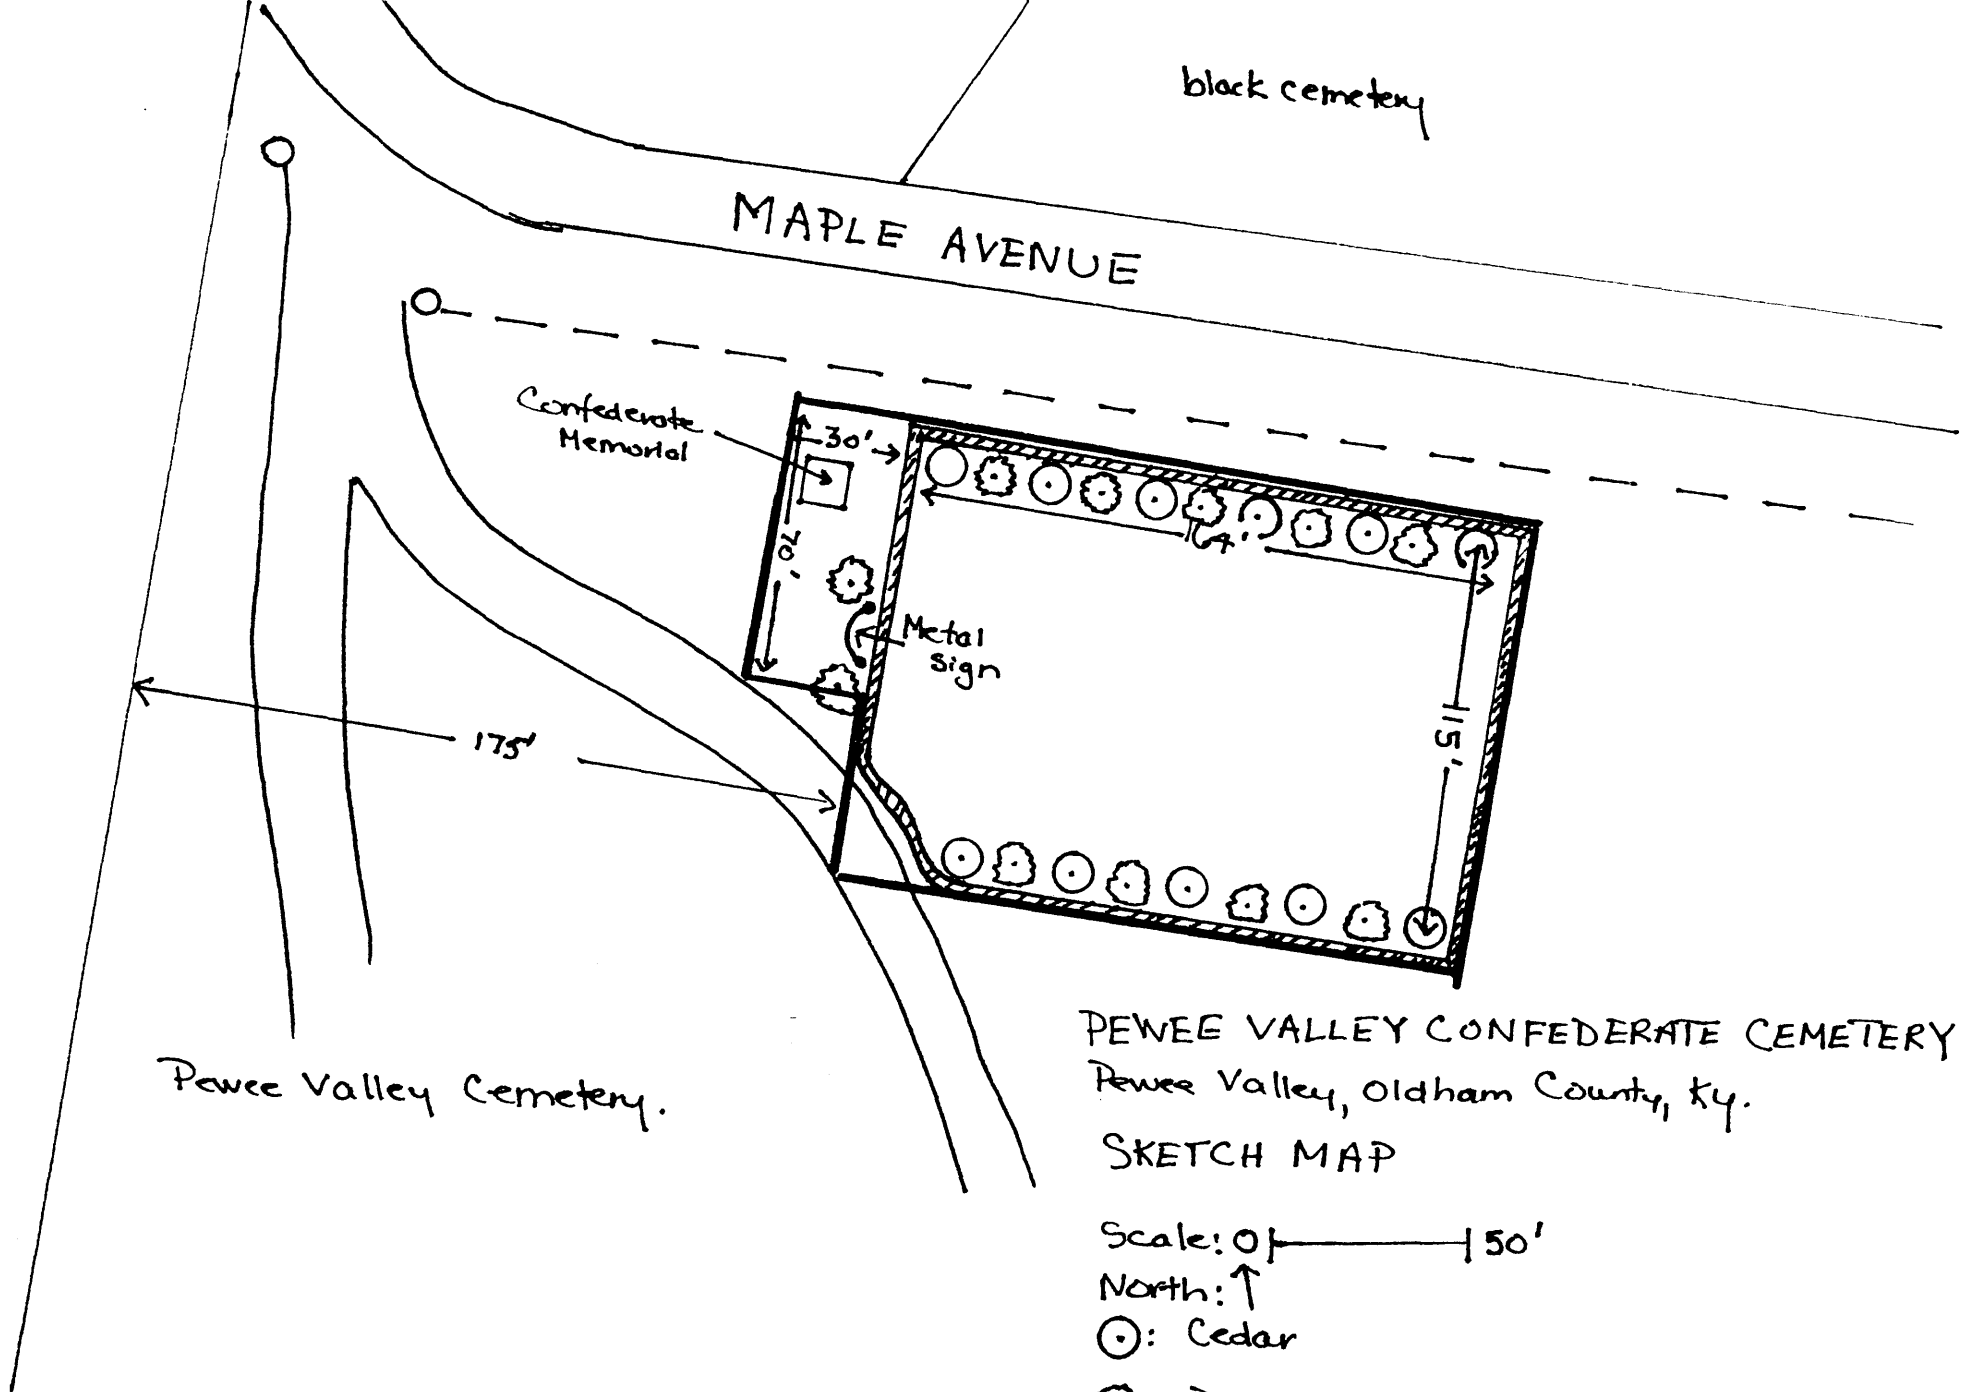 black cemetery
MAPLE AVENUE
Confederate
Memorial
30'
164'
70'
Metal
sign
115'
175'
Pewee Valley Cemetery.
PEWEE VALLEY CONFEDERATE CEMETERY
Pewee Valley, Oldham County, Ky.
SKETCH MAP
Scale: 0 50'
North: ↑
: Cedar